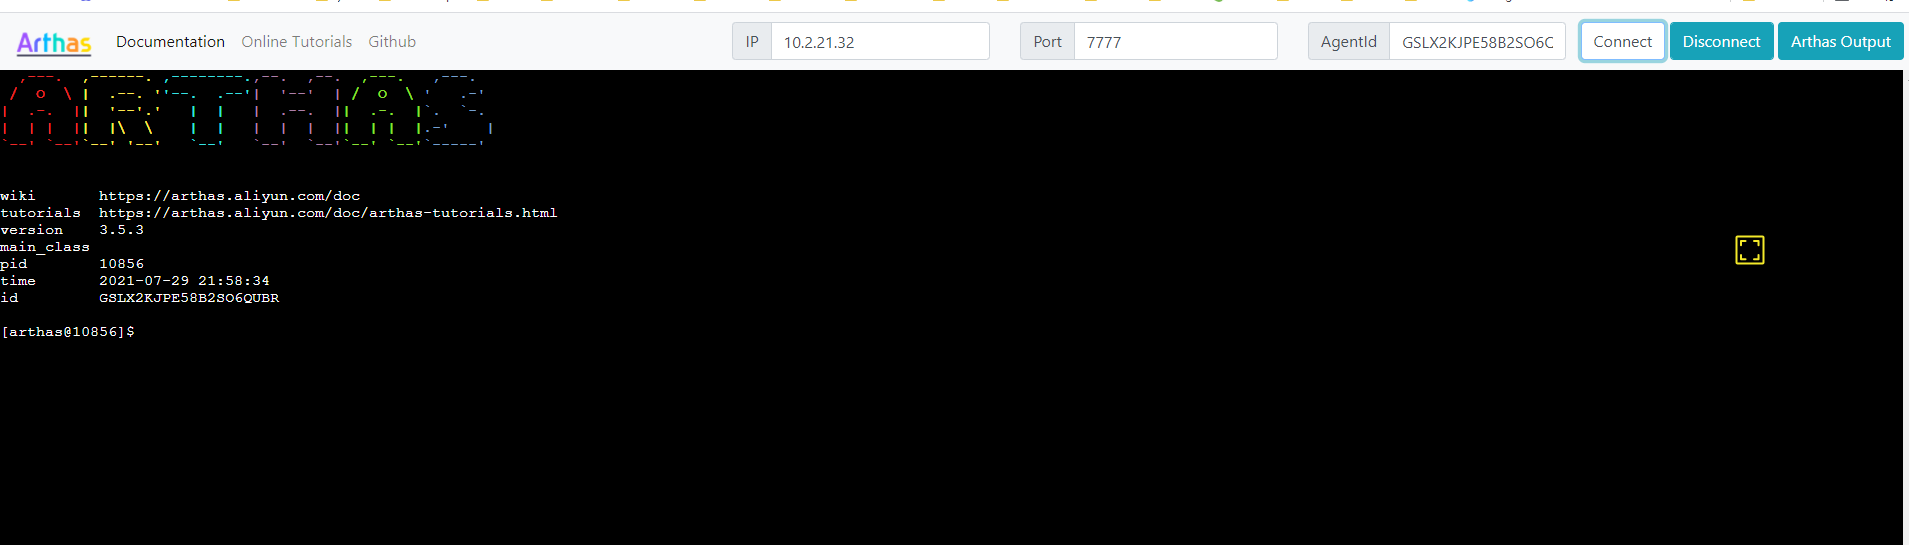 Arthas Documentation Online Tutorials Github IP 10.2.21.32 Port 7777 AgentId GSLX2KJPE58B2SO6Q Connect Disconnect Arthas Output
ARTHAS
wiki https://arthas.aliyun.com/doc
tutorials https://arthas.aliyun.com/doc/arthas-tutorials.html
version 3.5.3
main_class
pid 10856
time 2021-07-29 21:58:34
id GSLX2KJPE58B2SO6QUBR
[arthas@10856]$